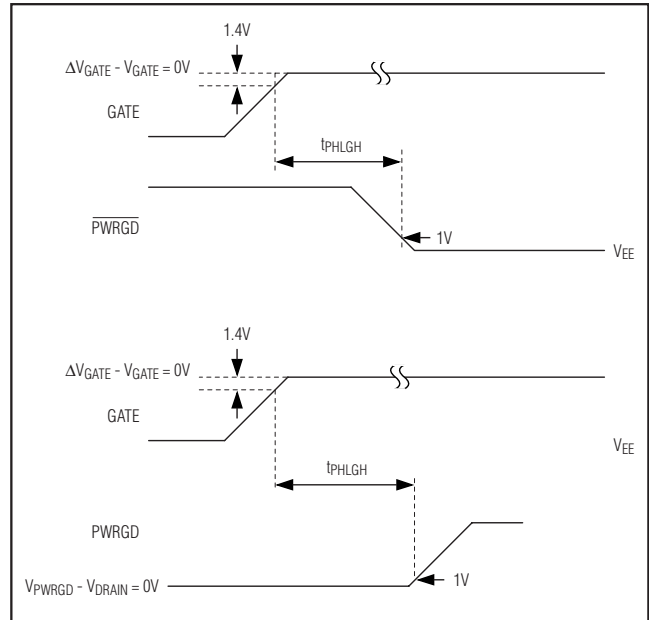 1.4V
ΔVGATE - VGATE = 0V
GATE
tPHLGH
PWRGD
1V
VEE
1.4V
ΔVGATE - VGATE = 0V
GATE
VEE
tPHLGH
PWRGD
VPWRGD - VDRAIN = 0V
1V